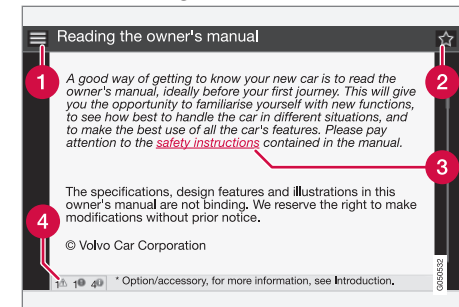 Reading the owner's manual
1
2
A good way of getting to know your new car is to read the
owner's manual, ideally before your first journey. This will give
you the opportunity to familiarise yourself with new functions,
to see how best to handle the car in different situations, and
to make the best use of all the car's features. Please pay
attention to the safety instructions contained in the manual.
3
The specifications, design features and illustrations in this
owner's manual are not binding. We reserve the right to make
modifications without prior notice.
4
© Volvo Car Corporation
1 1 4 * Option/accessory, for more information, see Introduction.
G050532